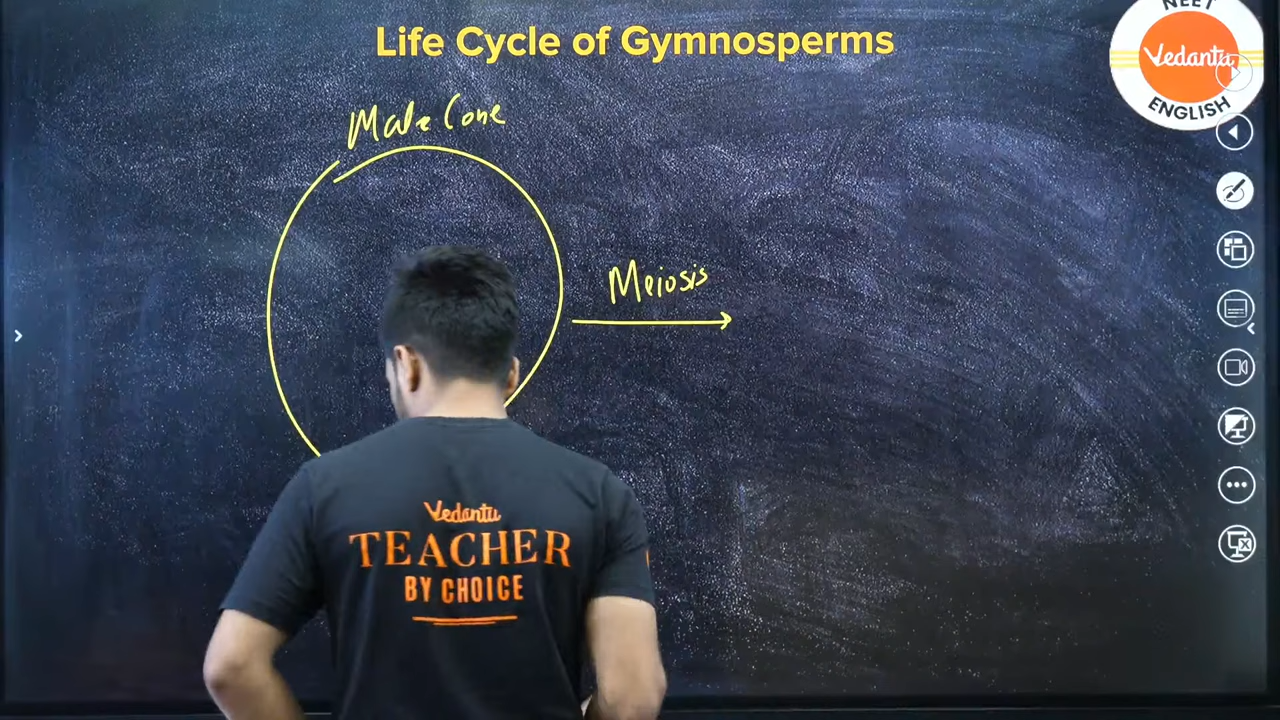 Life Cycle of Gymnosperms
NEET
Vedantu
ENGLISH
Male Cone
Meiosis
Vedantu
TEACHER
BY CHOICE